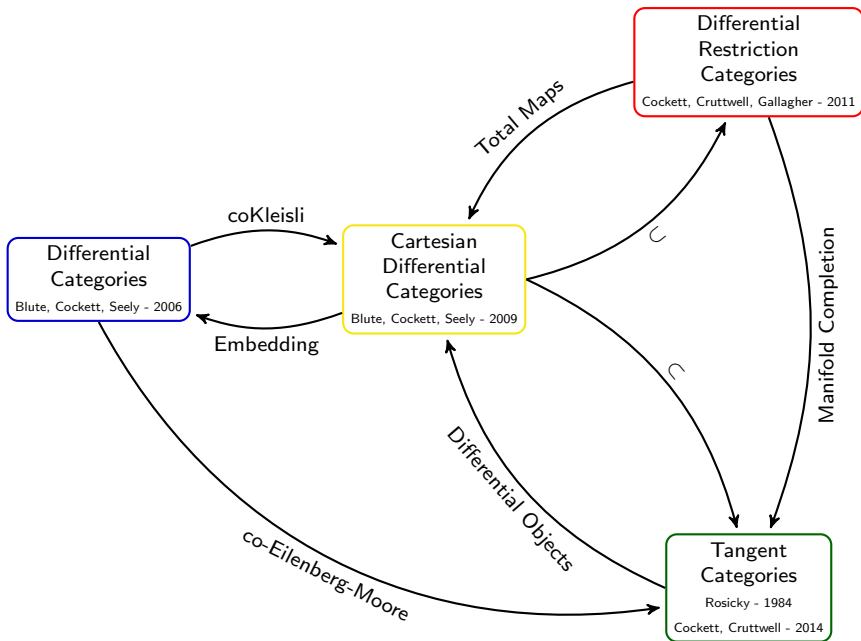 Differential
Restriction
Categories
Cockett, Cruttwell, Gallagher - 2011
Total Maps
coKleisli
⊂
Cartesian
Differential
Categories
Blute, Cockett, Seely - 2009
Differential
Categories
Blute, Cockett, Seely - 2006
Embedding
Manifold Completion
⊂
Differential Objects
co-Eilenberg-Moore
Tangent
Categories
Rosicky - 1984
Cockett, Cruttwell - 2014